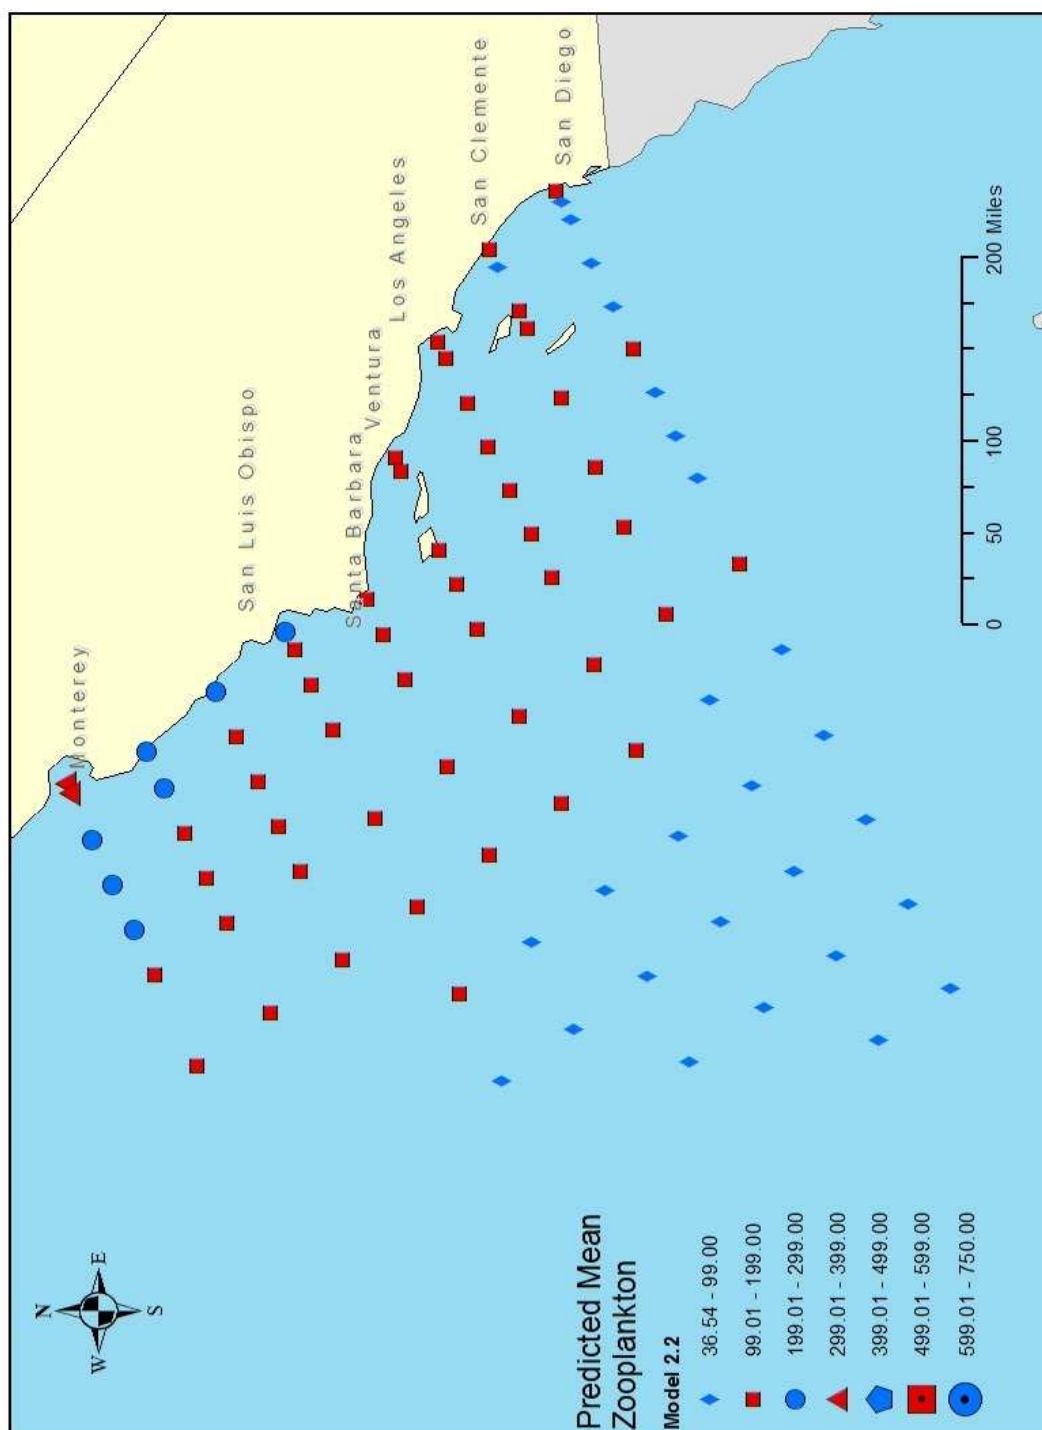 Monterey
San Luis Obispo
Santa Barbara
Ventura
Los Angeles
San Clemente
San Diego
N
W
E
S
Predicted Mean
Zooplankton
Model 2.2
36.54 - 99.00
99.01 - 199.00
199.01 - 299.00
299.01 - 399.00
399.01 - 499.00
499.01 - 599.00
599.01 - 750.00
0 50 100 200 Miles